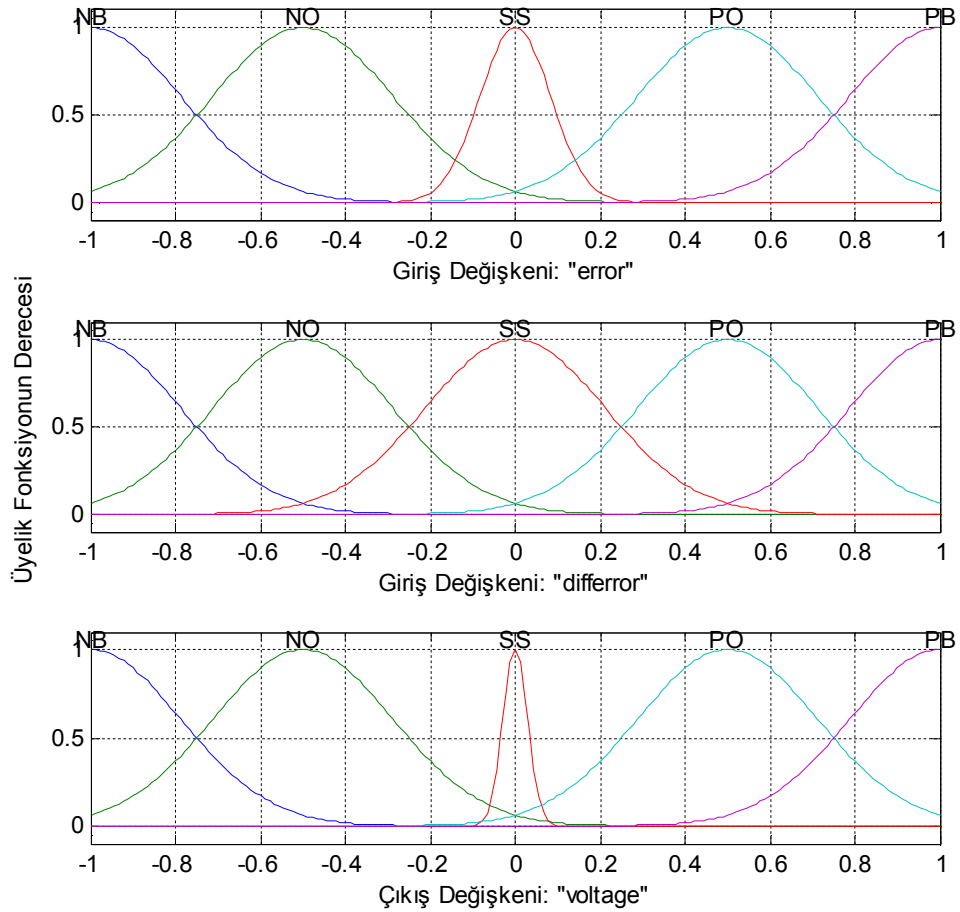 NB NO SS PO PB
1
0.5
0
-1 -0.8 -0.6 -0.4 -0.2 0 0.2 0.4 0.6 0.8 1
Giriş Değişkeni: "error"
Üyelik Fonksiyonun Derecesi
NB NO SS PO PB
1
0.5
0
-1 -0.8 -0.6 -0.4 -0.2 0 0.2 0.4 0.6 0.8 1
Giriş Değişkeni: "differror"
NB NO SS PO PB
1
0.5
0
-1 -0.8 -0.6 -0.4 -0.2 0 0.2 0.4 0.6 0.8 1
Çıkış Değişkeni: "voltage"